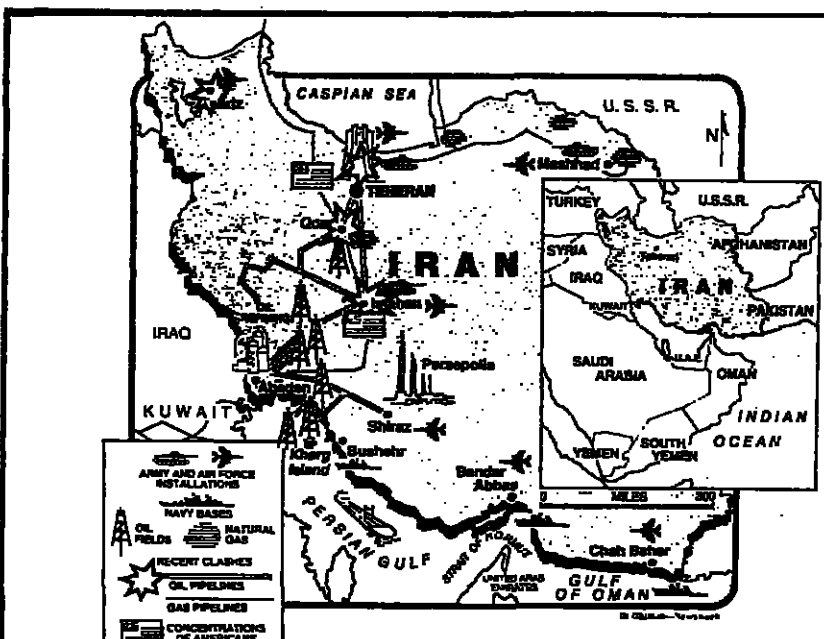 CASPIAN SEA
U.S.S.R.
N
TEHERAN
Mashhad
IRAN
IRAQ
Persepolis
Abadan
KUWAIT
Shiraz
Kharg
Island
Bushehr
Bandar
Abbas
PERSIAN GULF
STRAIT OF HORMUZ
UNITED ARAB
EMIRATES
GULF
OF OMAN
Chah Bahar
0 MILES 300
TURKEY
U.S.S.R.
SYRIA
AFGHANISTAN
IRAQ
IRAN
KUWAIT
PAKISTAN
U.A.E.
SAUDI
ARABIA
OMAN
INDIAN
OCEAN
YEMEN
SOUTH
YEMEN
ARMY AND AIR FORCE
INSTALLATIONS
NAVY BASES
OIL
FIELDS
NATURAL
GAS
RECENT CLASHES
OIL PIPELINES
GAS PIPELINES
CONCENTRATIONS
OF AMERICANS